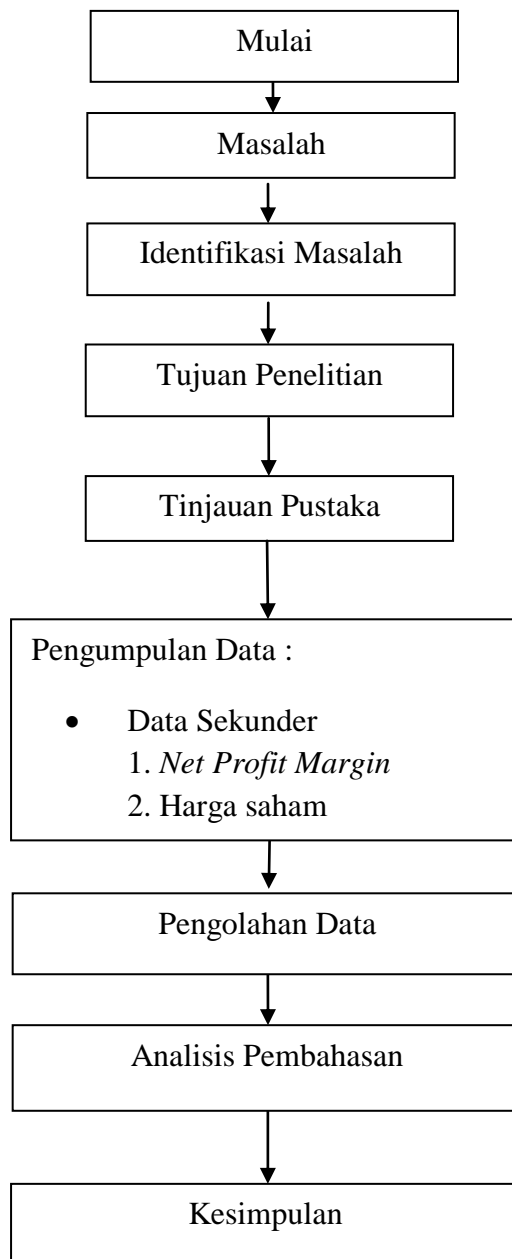 Mulai
Masalah
Identifikasi Masalah
Tujuan Penelitian
Tinjauan Pustaka
Pengumpulan Data :
• Data Sekunder
1. Net Profit Margin
2. Harga saham
Pengolahan Data
Analisis Pembahasan
Kesimpulan